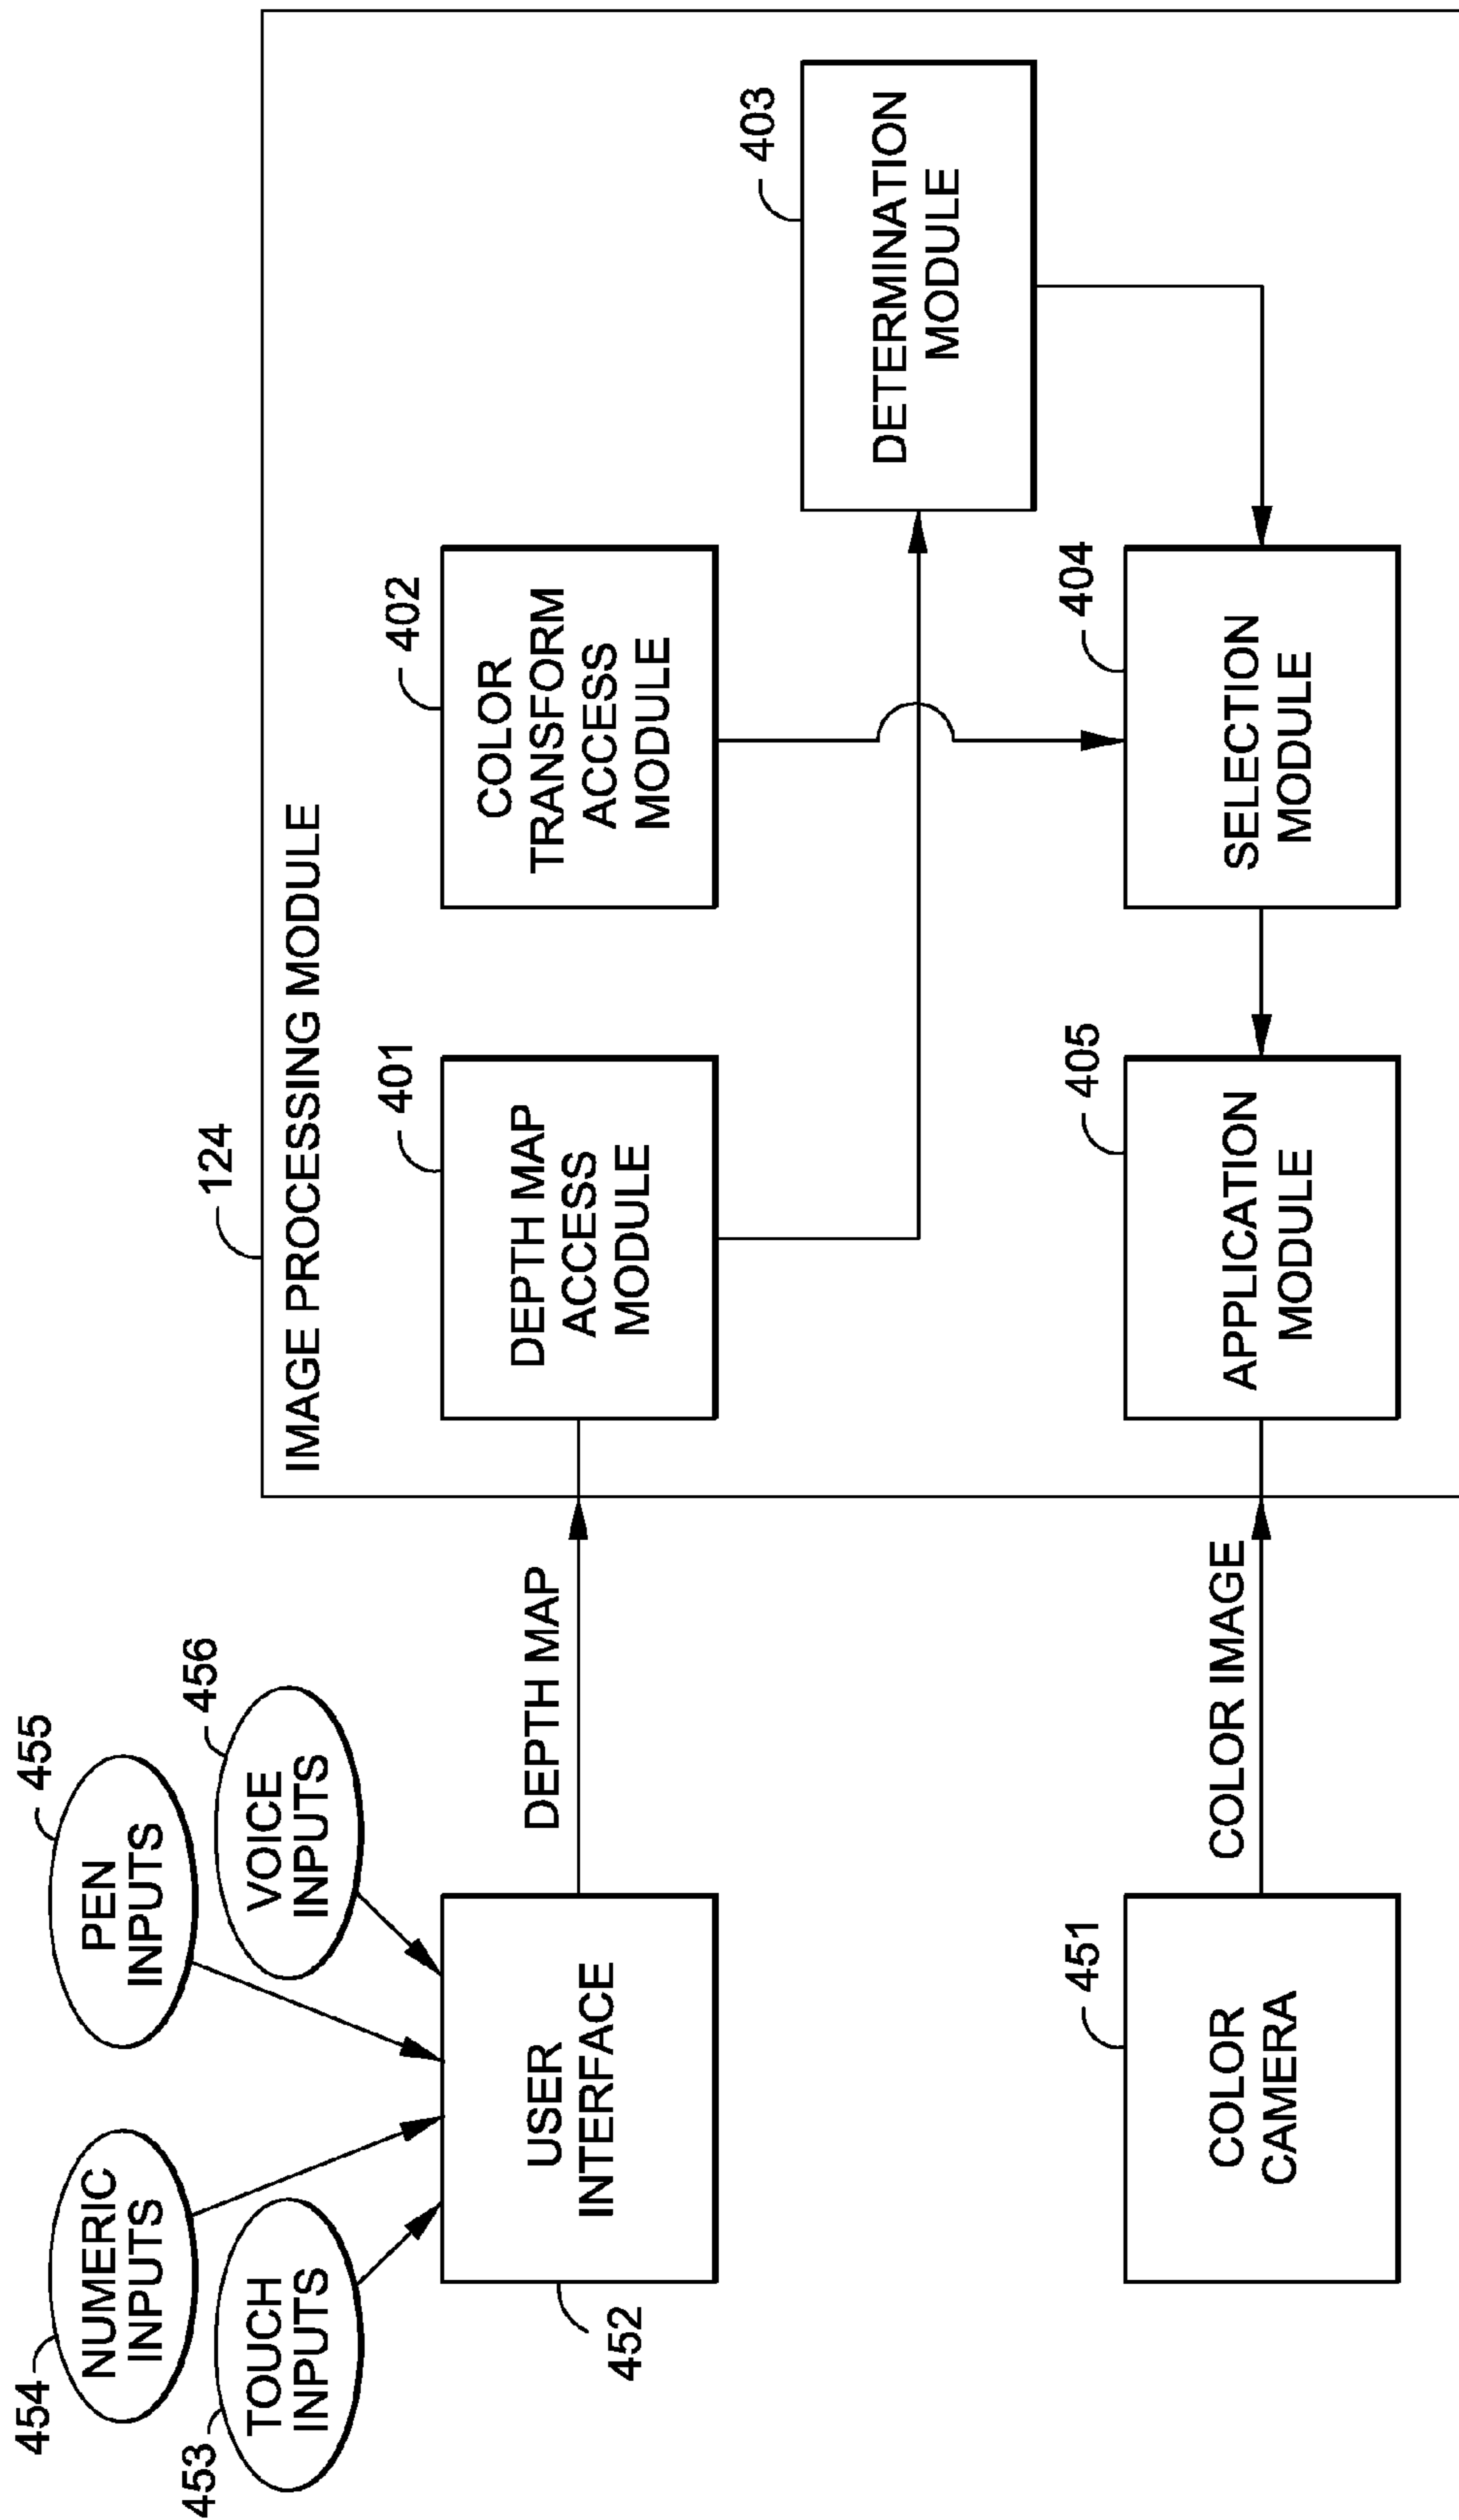 454
NUMERIC
INPUTS
455
PEN
INPUTS
453
TOUCH
INPUTS
456
VOICE
INPUTS
452
USER
INTERFACE
DEPTH MAP
451
COLOR
CAMERA
COLOR IMAGE
124
IMAGE PROCESSING MODULE
401
DEPTH MAP
ACCESS
MODULE
402
COLOR
TRANSFORM
ACCESS
MODULE
403
DETERMINATION
MODULE
405
APPLICATION
MODULE
404
SELECTION
MODULE